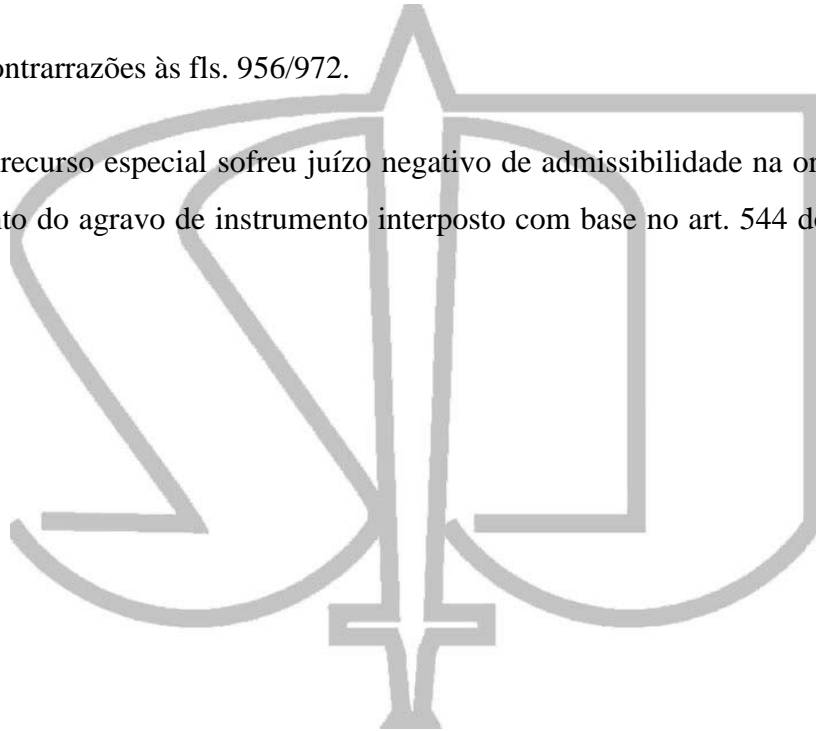 ontrarrazões às fls. 956/972.
recurso especial sofreu juízo negativo de admissibilidade na or
nto do agravo de instrumento interposto com base no art. 544 do